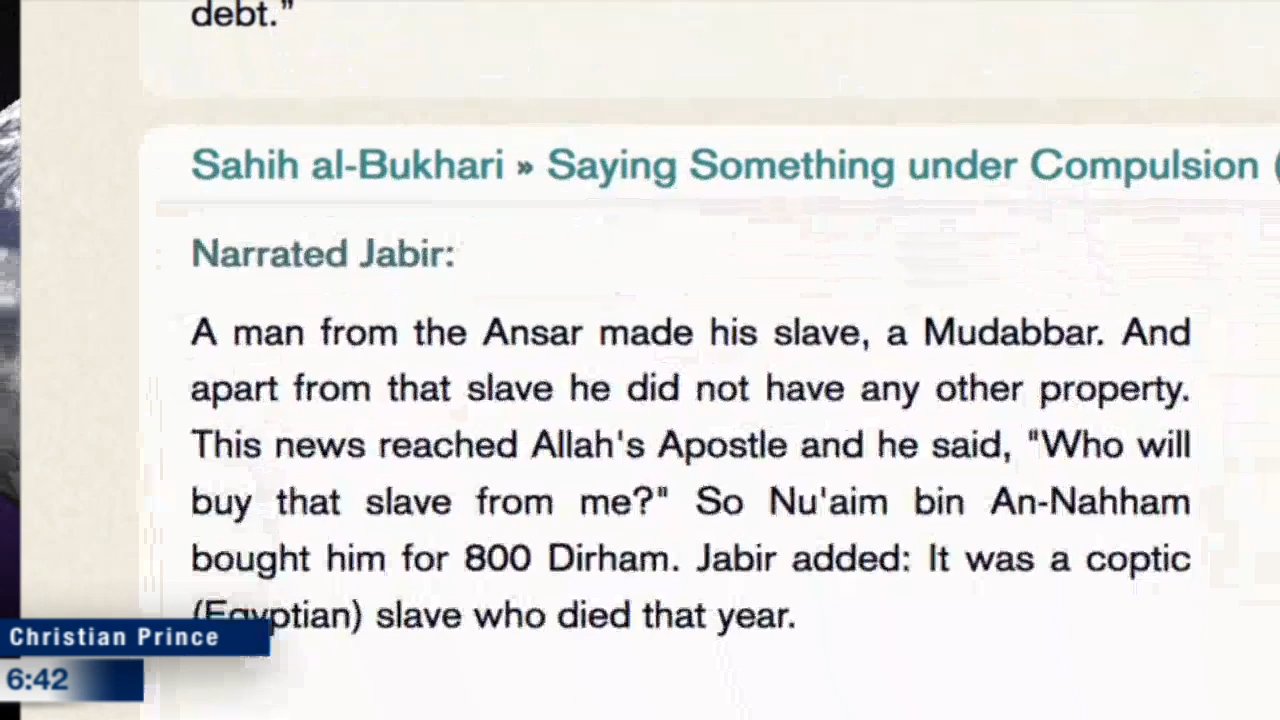 debt."
Sahih al-Bukhari » Saying Something under Compulsion (
Narrated Jabir:
A man from the Ansar made his slave, a Mudabbar. And
apart from that slave he did not have any other property.
This news reached Allah's Apostle and he said, "Who will
buy that slave from me?" So Nu'aim bin An-Nahham
bought him for 800 Dirham. Jabir added: It was a coptic
(Egyptian) slave who died that year.
Christian Prince
6:42